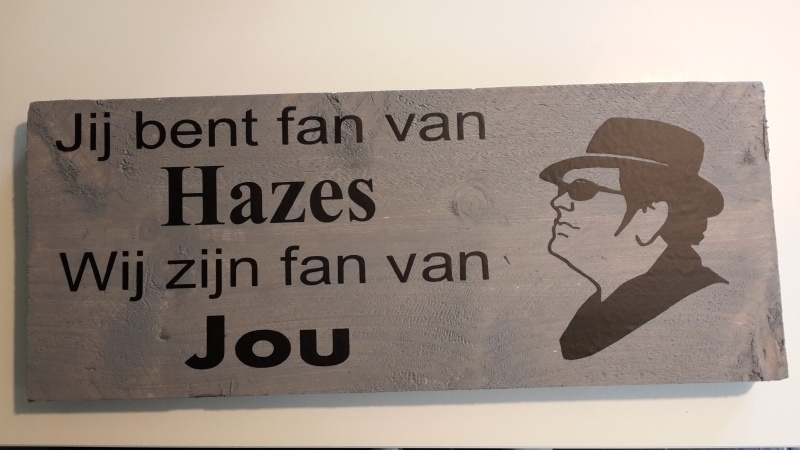 Jij bent fan van
Hazes
Wij zijn fan van
Jou